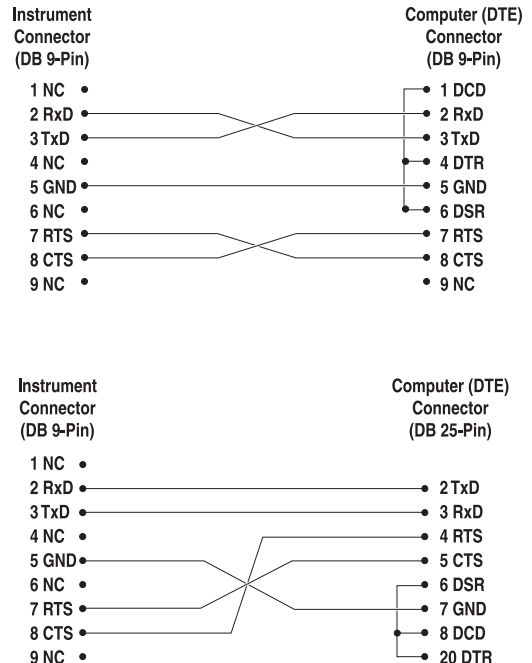 Instrument
Connector
(DB 9-Pin)
Computer (DTE)
Connector
(DB 9-Pin)
1 NC
1 DCD
2 RxD
2 RxD
3 TxD
3 TxD
4 NC
4 DTR
5 GND
5 GND
6 NC
6 DSR
7 RTS
7 RTS
8 CTS
8 CTS
9 NC
9 NC
Instrument
Connector
(DB 9-Pin)
Computer (DTE)
Connector
(DB 25-Pin)
1 NC
2 RxD
2 TxD
3 TxD
3 RxD
4 NC
4 RTS
5 GND
5 CTS
6 NC
6 DSR
7 RTS
7 GND
8 CTS
8 DCD
9 NC
20 DTR